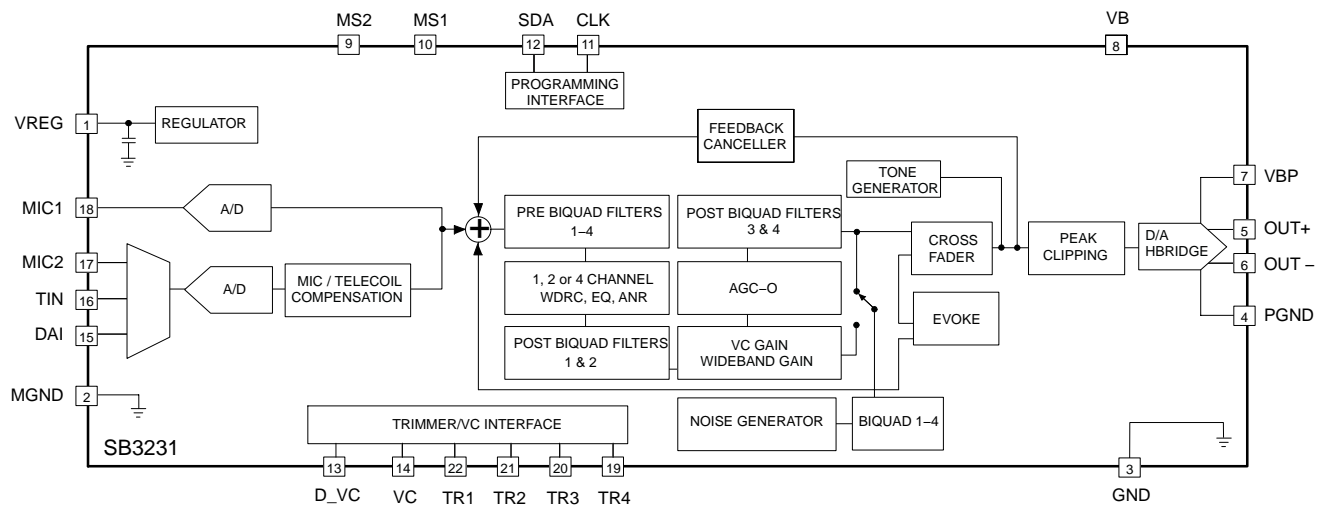 MS2
MS1
SDA
CLK
VB
9
10
12
11
8
PROGRAMMING
INTERFACE
VREG
1
REGULATOR
FEEDBACK
CANCELLER
TONE
GENERATOR
7
VBP
MIC1
18
A/D
PRE BIQUAD FILTERS
1–4
POST BIQUAD FILTERS
3 & 4
CROSS
FADER
PEAK
CLIPPING
D/A
HBRIDGE
5
OUT+
6
OUT –
MIC2
17
TIN
16
DAI
15
A/D
MIC / TELECOIL
COMPENSATION
1, 2 or 4 CHANNEL
WDRC, EQ, ANR
AGC–O
EVOKE
4
PGND
POST BIQUAD FILTERS
1 & 2
VC GAIN
WIDEBAND GAIN
MGND
2
NOISE GENERATOR
BIQUAD 1–4
TRIMMER/VC INTERFACE
SB3231
13
14
22
21
20
19
3
D_VC
VC
TR1
TR2
TR3
TR4
GND